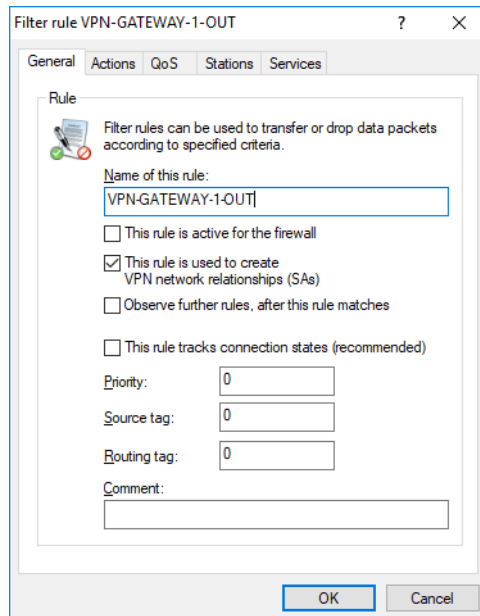 Filter rule VPN-GATEWAY-1-OUT
General Actions QoS Stations Services
Rule
Filter rules can be used to transfer or drop data packets
according to specified criteria.
Name of this rule:
VPN-GATEWAY-1-OUT
This rule is active for the firewall
This rule is used to create
VPN network relationships (SAs)
Observe further rules, after this rule matches
This rule tracks connection states (recommended)
Priority: 0
Source tag: 0
Routing tag: 0
Comment:
OK Cancel